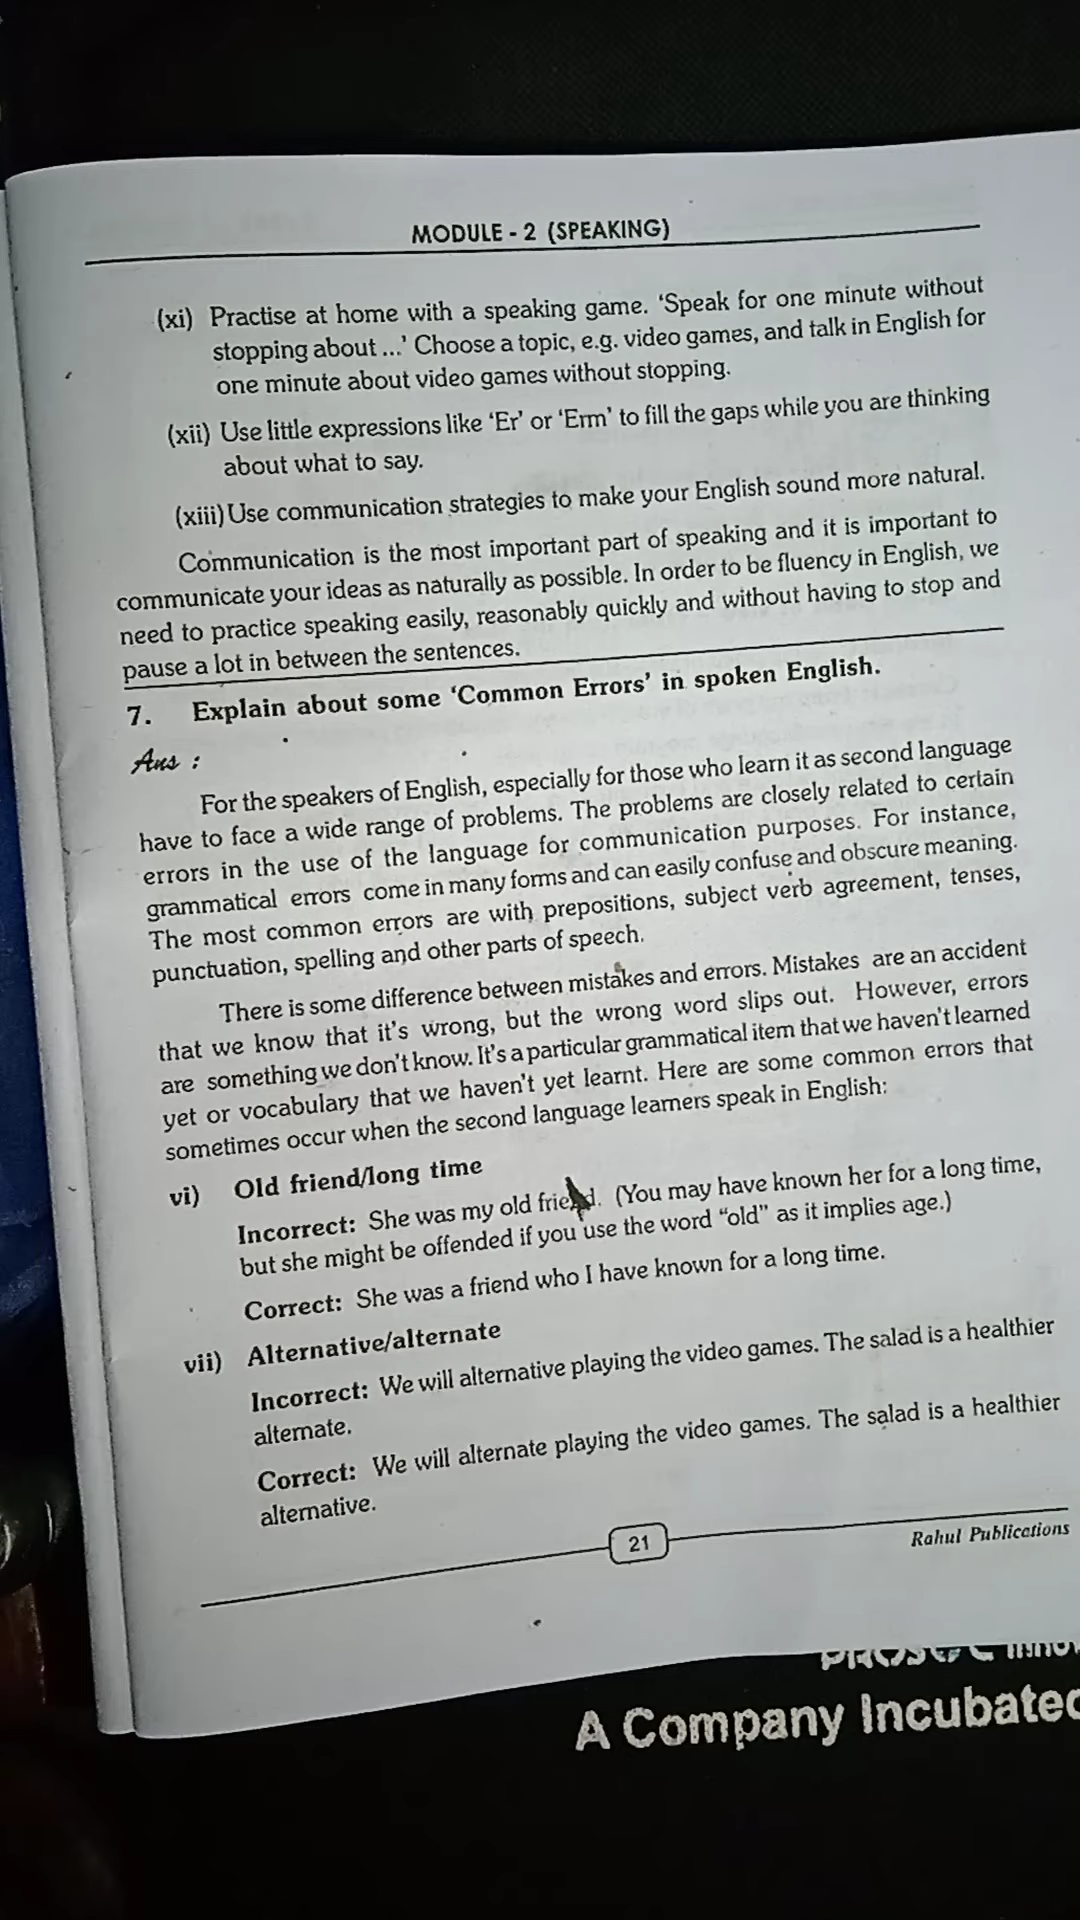 MODULE - 2 (SPEAKING)
(xi) Practise at home with a speaking game. ‘Speak for one minute without
stopping about ...’ Choose a topic, e.g. video games, and talk in English for
one minute about video games without stopping.
(xii) Use little expressions like ‘Er’ or ‘Erm’ to fill the gaps while you are thinking
about what to say.
(xiii) Use communication strategies to make your English sound more natural.
Communication is the most important part of speaking and it is important to
communicate your ideas as naturally as possible. In order to be fluency in English, we
need to practice speaking easily, reasonably quickly and without having to stop and
pause a lot in between the sentences.
7. Explain about some ‘Common Errors’ in spoken English.
Ans :
For the speakers of English, especially for those who learn it as second language
have to face a wide range of problems. The problems are closely related to certain
errors in the use of the language for communication purposes. For instance,
grammatical errors come in many forms and can easily confuse and obscure meaning.
The most common errors are with prepositions, subject verb agreement, tenses,
punctuation, spelling and other parts of speech.
There is some difference between mistakes and errors. Mistakes are an accident
that we know that it's wrong, but the wrong word slips out. However, errors
are something we don't know. It's a particular grammatical item that we haven't learned
yet or vocabulary that we haven't yet learnt. Here are some common errors that
sometimes occur when the second language learners speak in English:
vi) Old friend/long time
Incorrect: She was my old friend. (You may have known her for a long time,
but she might be offended if you use the word “old” as it implies age.)
Correct: She was a friend who I have known for a long time.
vii) Alternative/alternate
Incorrect: We will alternative playing the video games. The salad is a healthier
alternate.
Correct: We will alternate playing the video games. The salad is a healthier
alternative.
21
Rahul Publications
A Company Incubated